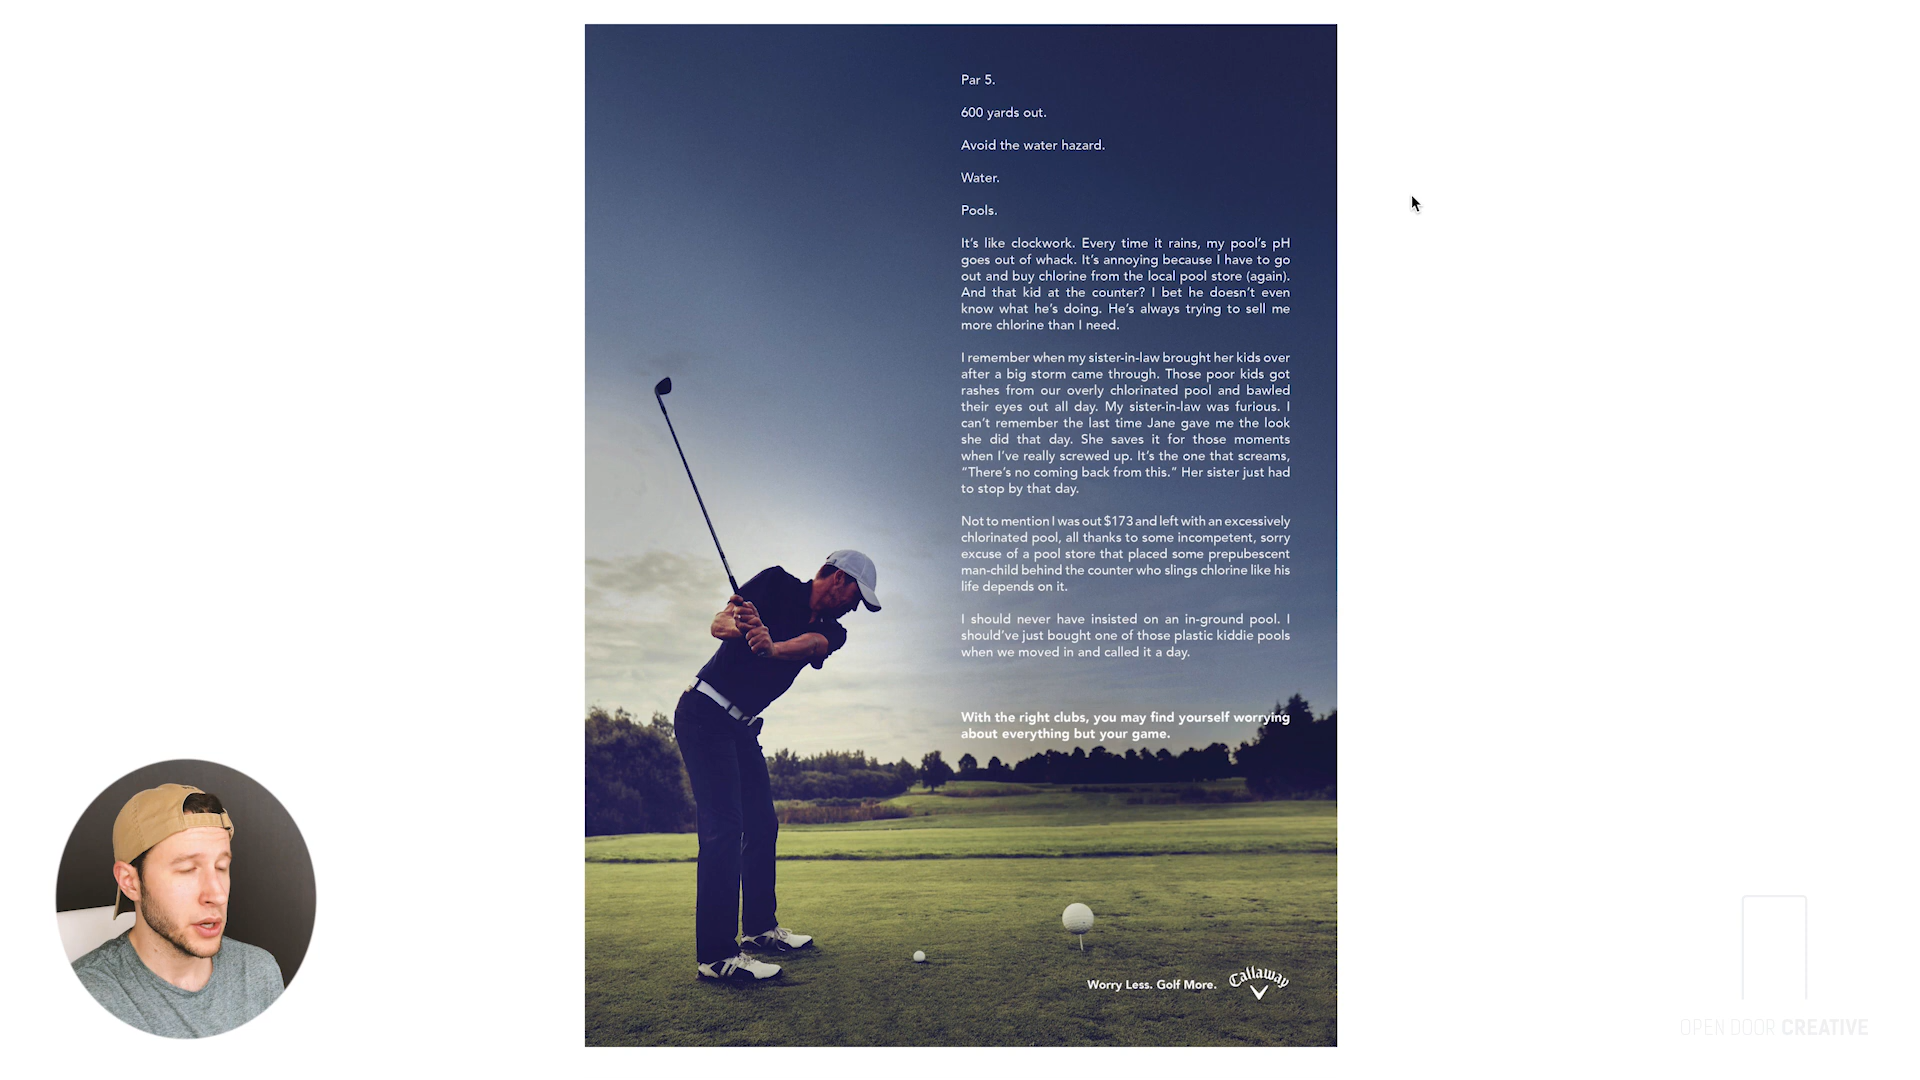 Par 5.
600 yards out.
Avoid the water hazard.
Water.
Pools.
It's like clockwork. Every time it rains, my pool's pH
goes out of whack. It's annoying because I have to go
out and buy chlorine from the local pool store (again).
And that kid at the counter? I bet he doesn't even
know what he's doing. He's always trying to sell me
more chlorine than I need.
I remember when my sister-in-law brought her kids over
after a big storm came through. Those poor kids got
rashes from our overly chlorinated pool and bawled
their eyes out all day. My sister-in-law was furious. I
can't remember the last time Jane gave me the look
she did that day. She saves it for those moments
when I've really screwed up. It's the one that screams,
“There's no coming back from this.” Her sister just had
to stop by that day.
Not to mention I was out $173 and left with an excessively
chlorinated pool, all thanks to some incompetent, sorry
excuse of a pool store that placed some prepubescent
man-child behind the counter who slings chlorine like his
life depends on it.
I should never have insisted on an in-ground pool. I
should've just bought one of those plastic kiddie pools
when we moved in and called it a day.
With the right clubs, you may find yourself worrying
about everything but your game.
Worry Less. Golf More.
Callaway
OPEN DOOR CREATIVE